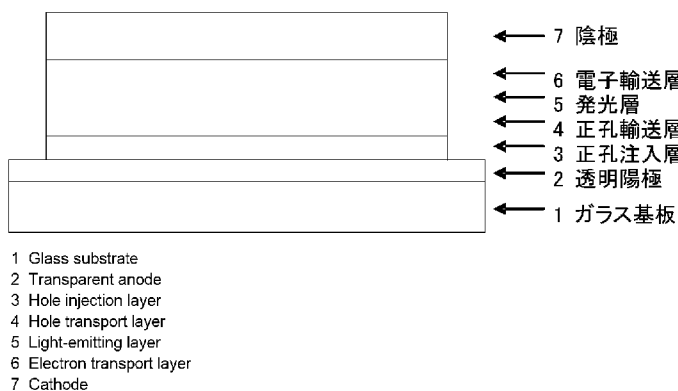 7 陰極
6 電子輸送層
5 発光層
4 正孔輸送層
3 正孔注入層
2 透明陽極
1 ガラス基板
1 Glass substrate
2 Transparent anode
3 Hole injection layer
4 Hole transport layer
5 Light-emitting layer
6 Electron transport layer
7 Cathode